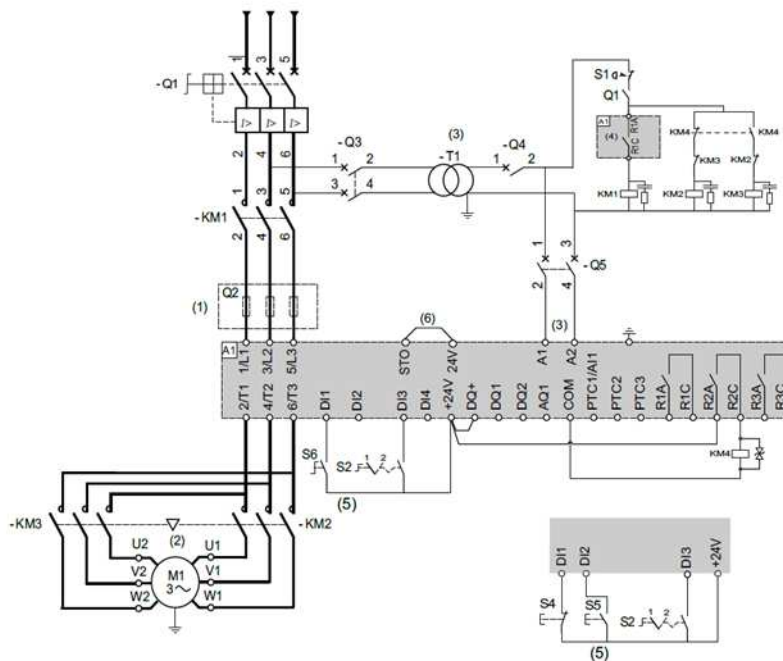 1 3 5
-Q1
I> I> I>
2 4 6
-Q3
1 2
3 4
(3)
-T1
-Q4
1 2
S1
Q1
A1
(4)
R1A
R1C
KM4 KM4
KM3 KM2
KM1 KM2 KM3
1 3 5
-KM1
2 4 6
1 3
-Q5
2 4
(1)
Q2
(6)
(3)
A1
1/L1 3/L2 5/L3 STO 24V A1 A2
2/T1 4/T2 6/T3 DI1 DI2 DI3 DI4 +24V DQ+ DQ1 DQ2 AQ1 COM PTC1/AI1 PTC2 PTC3 R1A R1C R2A R2C R3A R3C
S6 S2 1 2
(5)
KM4
-KM3
(2)
-KM2
U2 U1
V2 V1
W2 W1
M1
3
DI1 DI2 DI3 +24V
S4 S5 S2 1 2
(5)